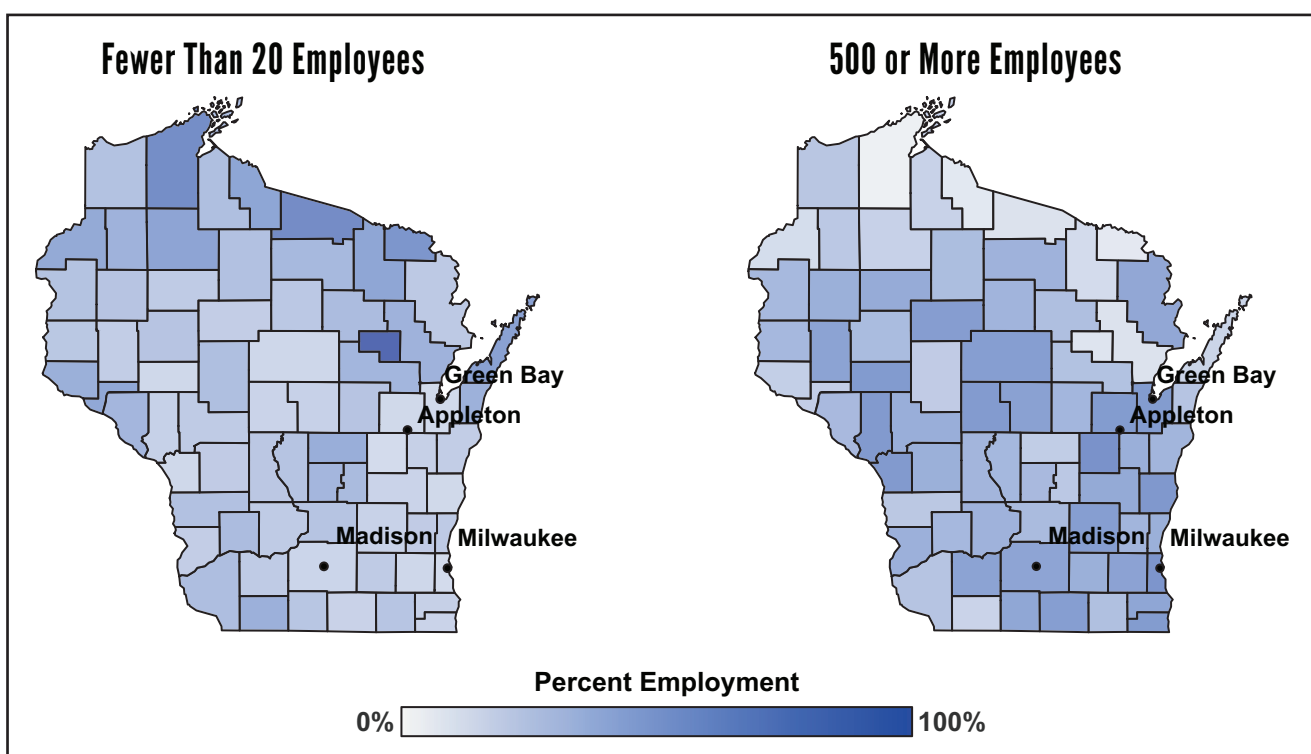 Fewer Than 20 Employees
500 or More Employees
Green Bay
Appleton
Madison
Milwaukee
Green Bay
Appleton
Madison
Milwaukee
Percent Employment
0%
100%